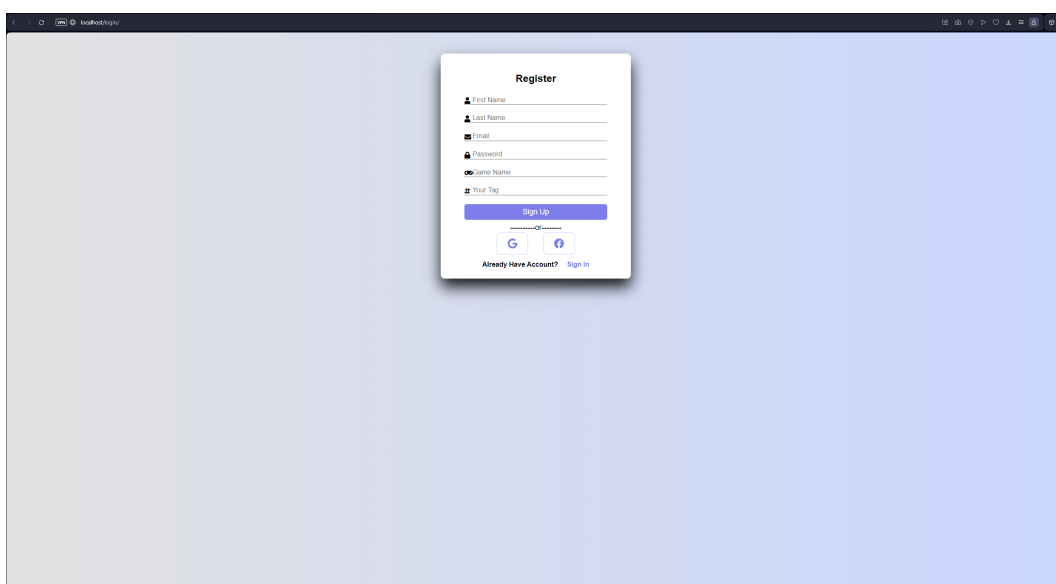 VPN localhost/login/
Register
First Name
Last Name
Email
Password
Game Name
# Your Tag
Sign Up
----------or--------
G
Already Have Account? Sign In